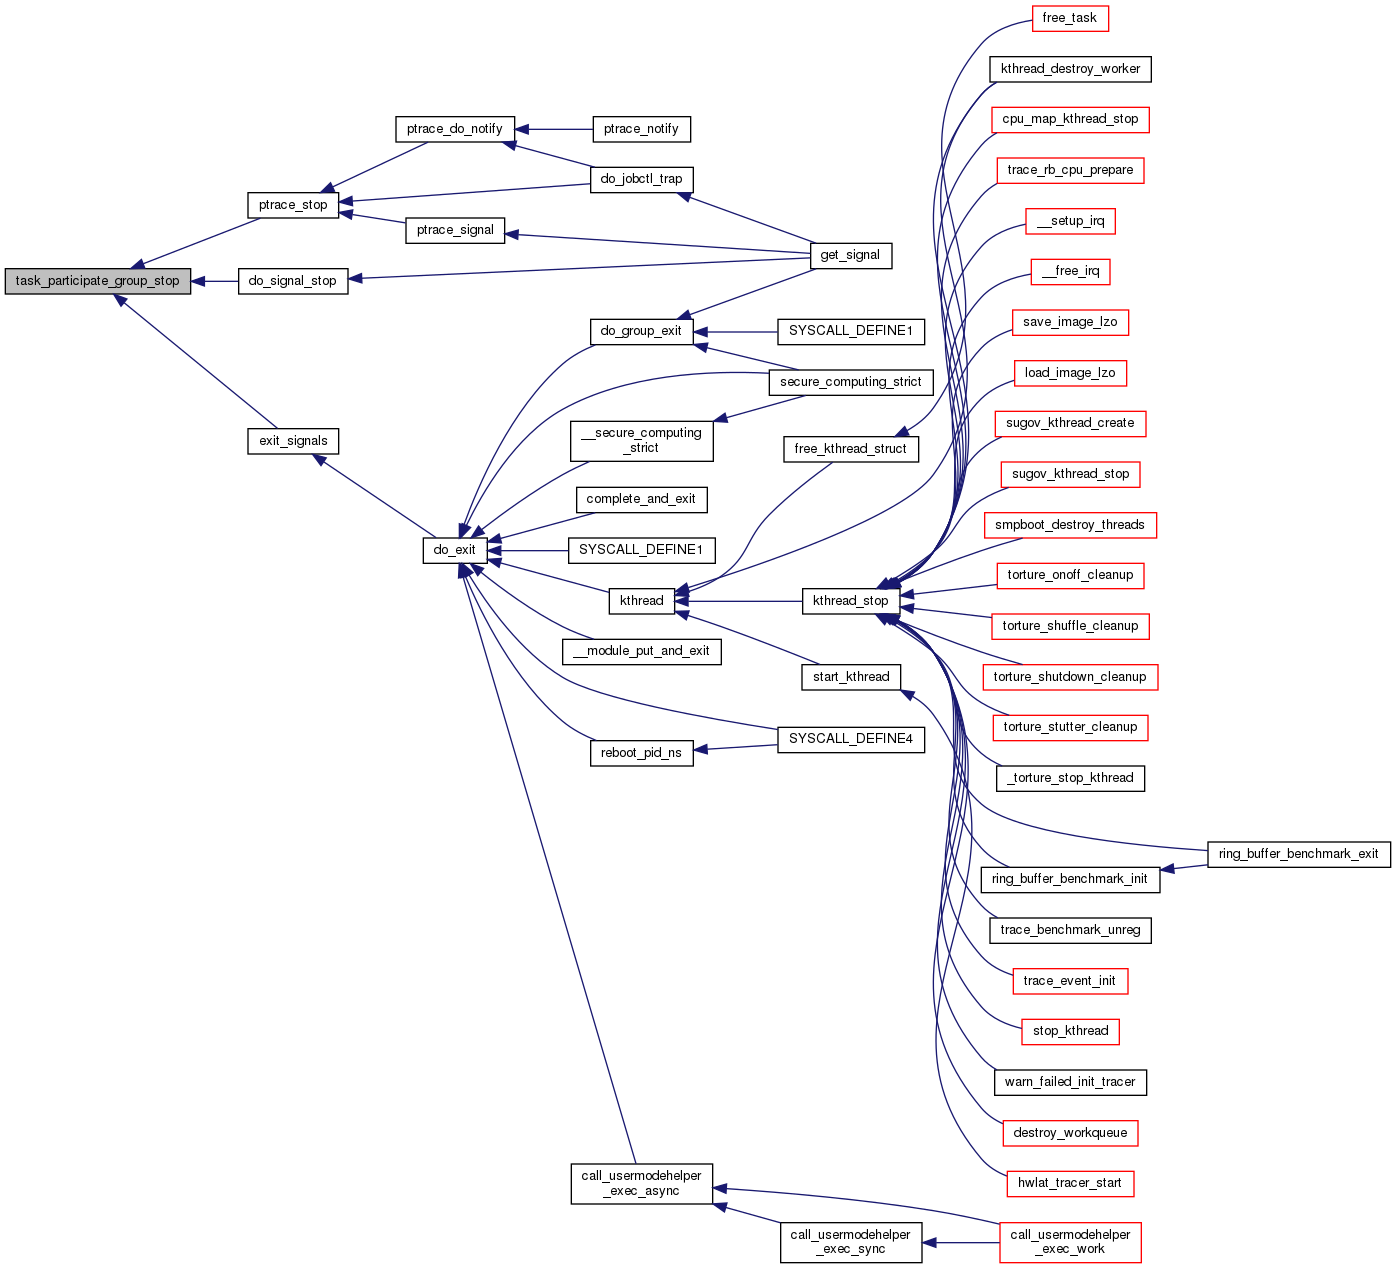 task_participate_group_stop
ptrace_stop
do_signal_stop
exit_signals
ptrace_do_notify
ptrace_signal
do_exit
ptrace_notify
do_jobctl_trap
do_group_exit
__secure_computing
_strict
complete_and_exit
SYSCALL_DEFINE1
kthread
__module_put_and_exit
reboot_pid_ns
call_usermodehelper
_exec_async
get_signal
SYSCALL_DEFINE1
secure_computing_strict
free_kthread_struct
kthread_stop
start_kthread
SYSCALL_DEFINE4
call_usermodehelper
_exec_sync
free_task
kthread_destroy_worker
cpu_map_kthread_stop
trace_rb_cpu_prepare
__setup_irq
__free_irq
save_image_lzo
load_image_lzo
sugov_kthread_create
sugov_kthread_stop
smpboot_destroy_threads
torture_onoff_cleanup
torture_shuffle_cleanup
torture_shutdown_cleanup
torture_stutter_cleanup
_torture_stop_kthread
ring_buffer_benchmark_init
trace_benchmark_unreg
trace_event_init
stop_kthread
warn_failed_init_tracer
destroy_workqueue
hwlat_tracer_start
call_usermodehelper
_exec_work
ring_buffer_benchmark_exit